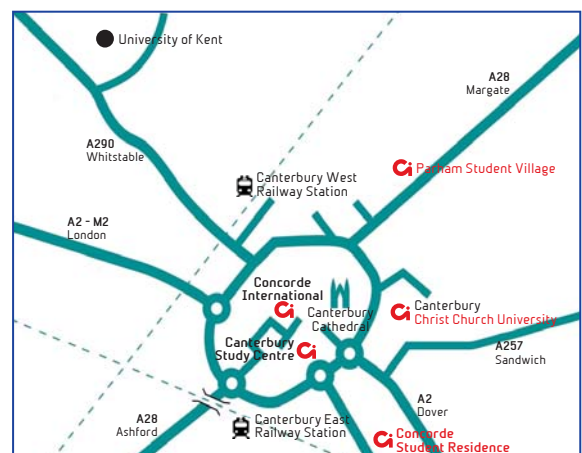 University of Kent
A28
Margate
A290
Whitstable
Parham Student Village
Canterbury West
Railway Station
A2 - M2
London
Concorde
International
Canterbury
Cathedral
Canterbury
Christ Church University
Canterbury
Study Centre
A257
Sandwich
A2
Dover
A28
Ashford
Canterbury East
Railway Station
Concorde
Student Residence